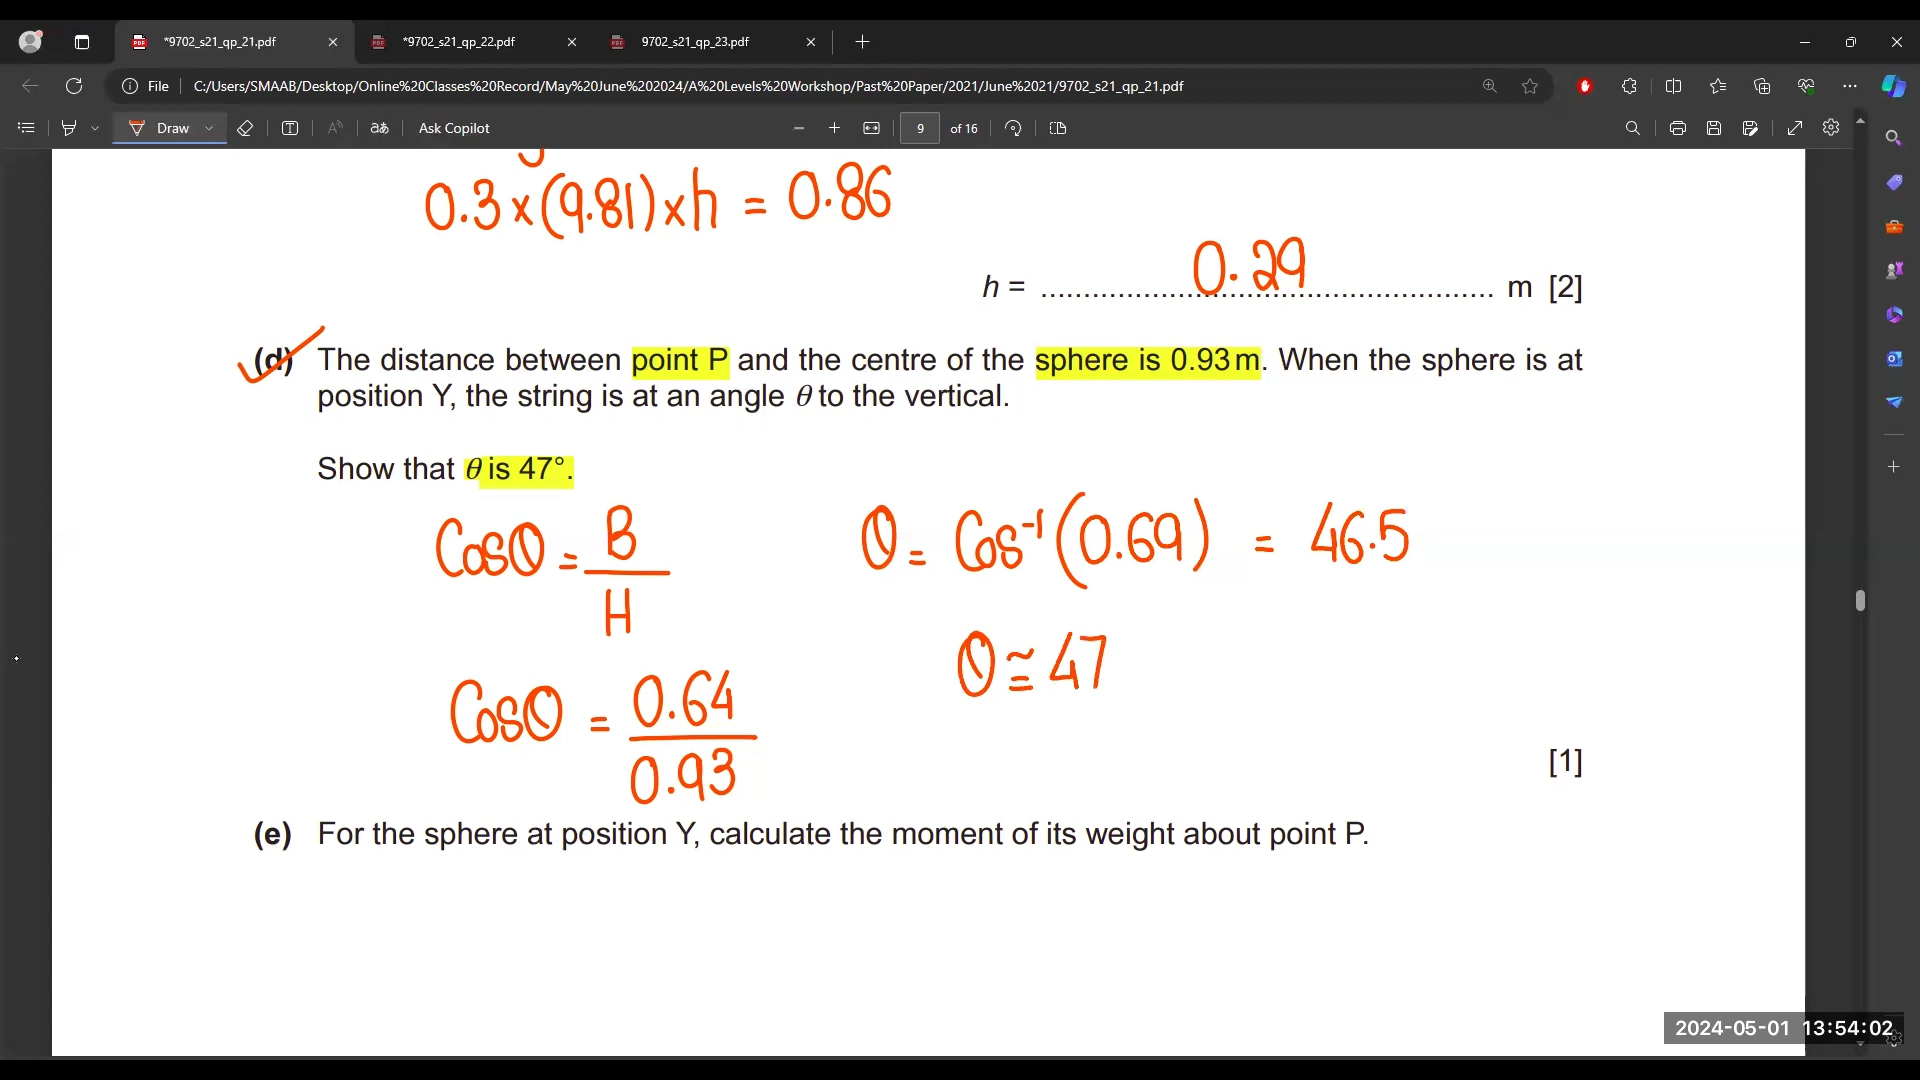 *9702_s21_qp_21.pdf
*9702_s21_qp_22.pdf
9702_s21_qp_23.pdf
File
C:/Users/SMAAB/Desktop/Online%20Classes%20Record/May%20June%202024/A%20Levels%20Workshop/Past%20Paper/2021/June%2021/9702_s21_qp_21.pdf
Draw
aあ
Ask Copilot
9 of 16
0.3 x (9.81) x h = 0.86
0.29
h = .................................................... m [2]
(d) The distance between point P and the centre of the sphere is 0.93 m. When the sphere is at
position Y, the string is at an angle θ to the vertical.
Show that θ is 47°.
Cosθ = B / H
θ = Cos⁻¹ (0.69) = 46.5
θ ≅ 47
Cosθ = 0.64 / 0.93
[1]
(e) For the sphere at position Y, calculate the moment of its weight about point P.
2024-05-01 13:54:02